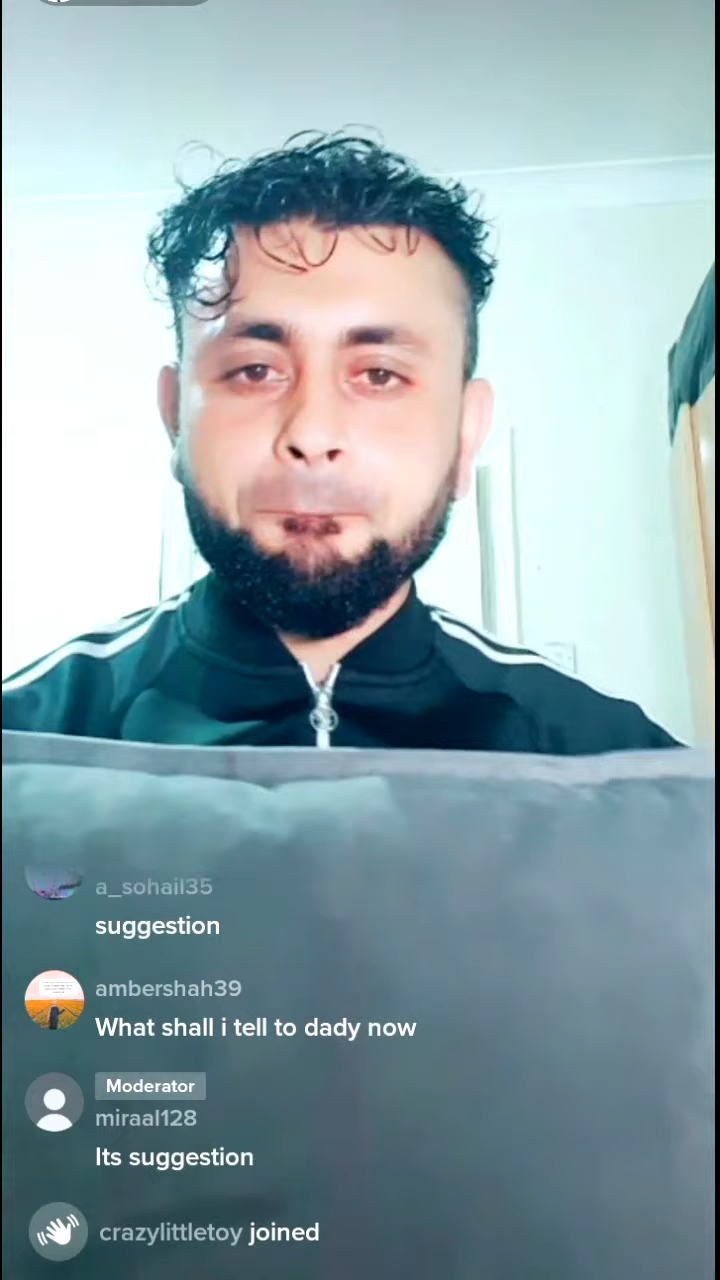 a_sohail35
suggestion
ambershah39
What shall i tell to dady now
Moderator
miraal128
Its suggestion
crazylittletoy joined